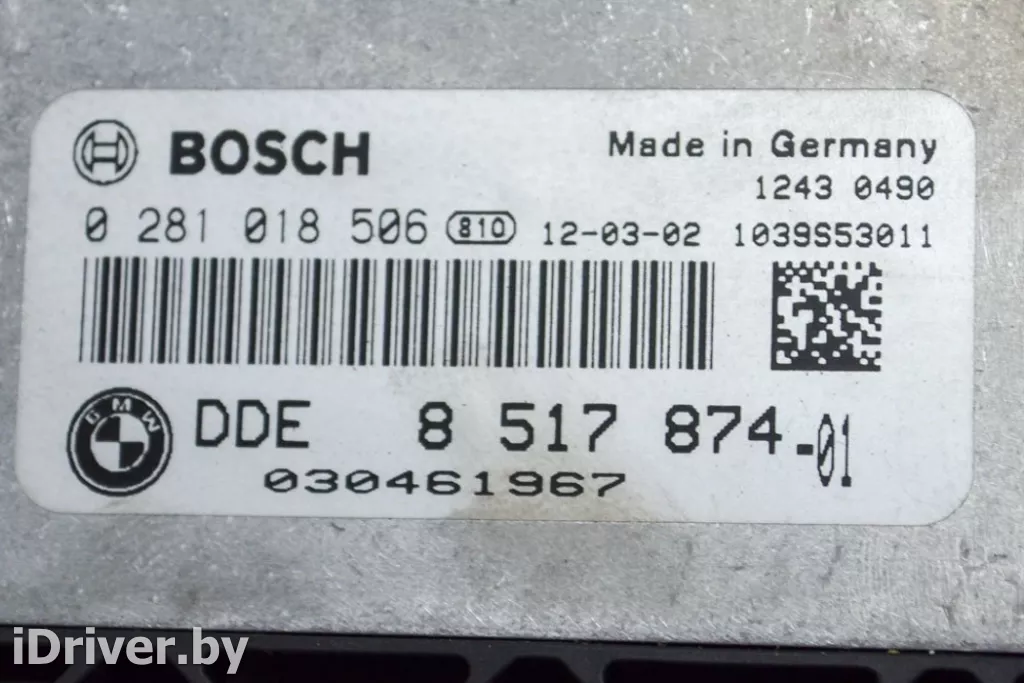 BOSCH
Made in Germany
1243 0490
0 281 018 506 810 12-03-02 1039S53011
BMW
DDE 8 517 874-01
030461967
iDriver.by